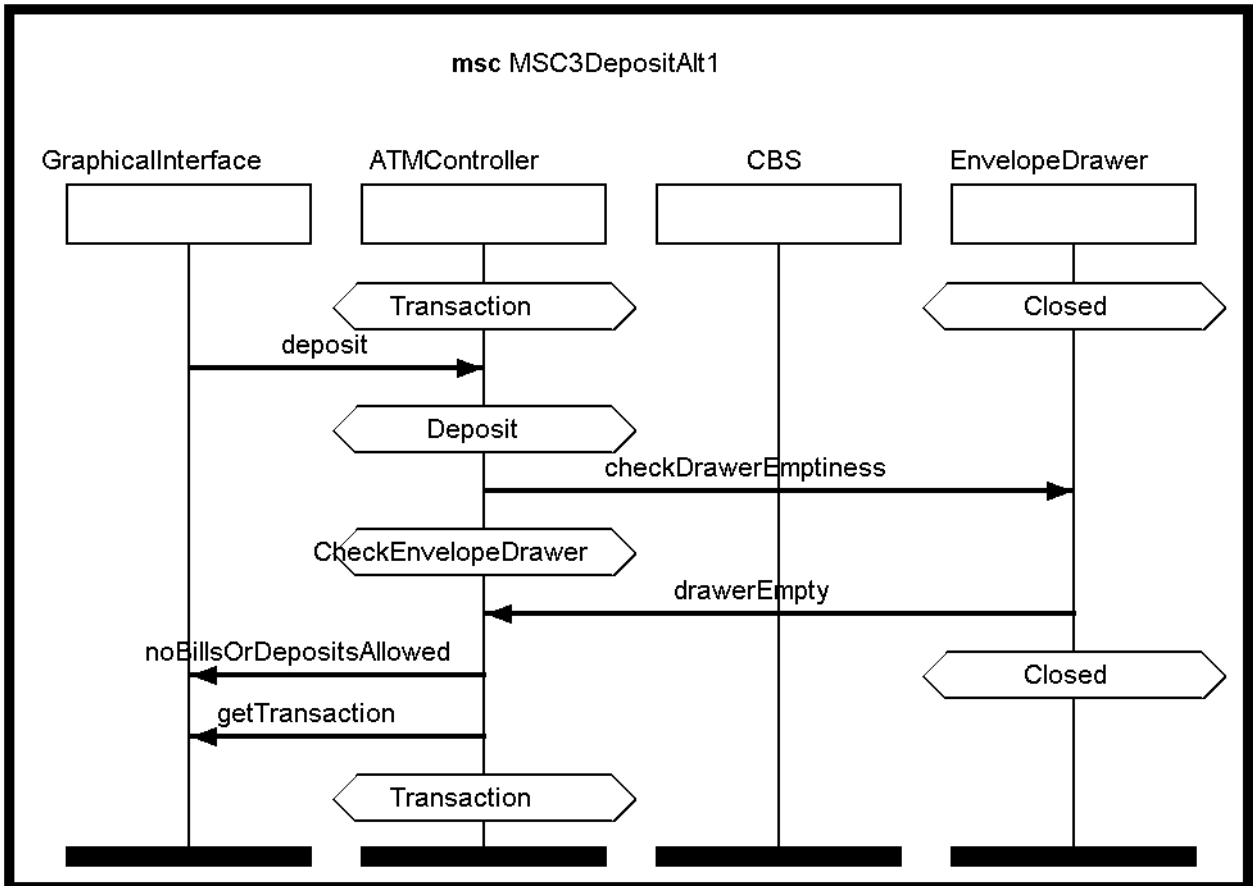 msc MSC3DepositAlt1
GraphicalInterface
ATMController
CBS
EnvelopeDrawer
Transaction
Closed
deposit
Deposit
checkDrawerEmptiness
CheckEnvelopeDrawer
drawerEmpty
noBillsOrDepositsAllowed
Closed
getTransaction
Transaction